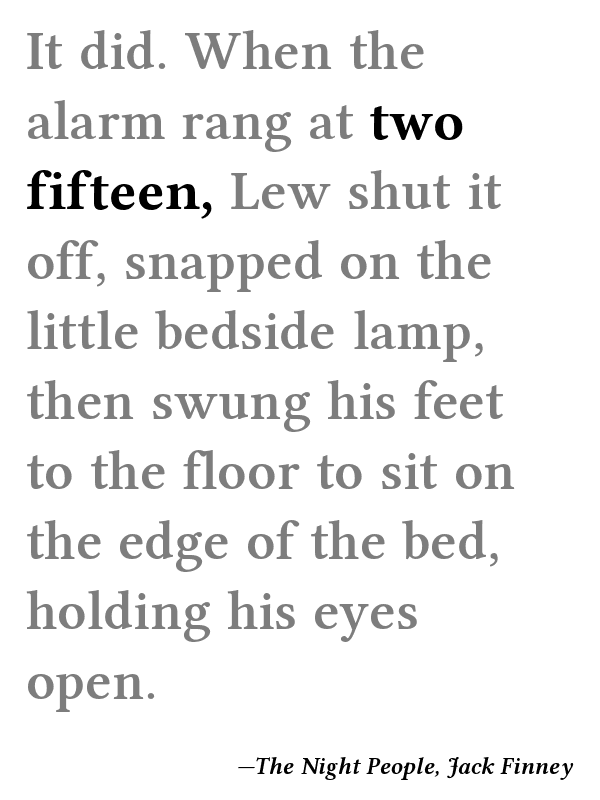 It did. When the
alarm rang at two
fifteen, Lew shut it
off, snapped on the
little bedside lamp,
then swung his feet
to the floor to sit on
the edge of the bed,
holding his eyes
open.
—The Night People, Jack Finney